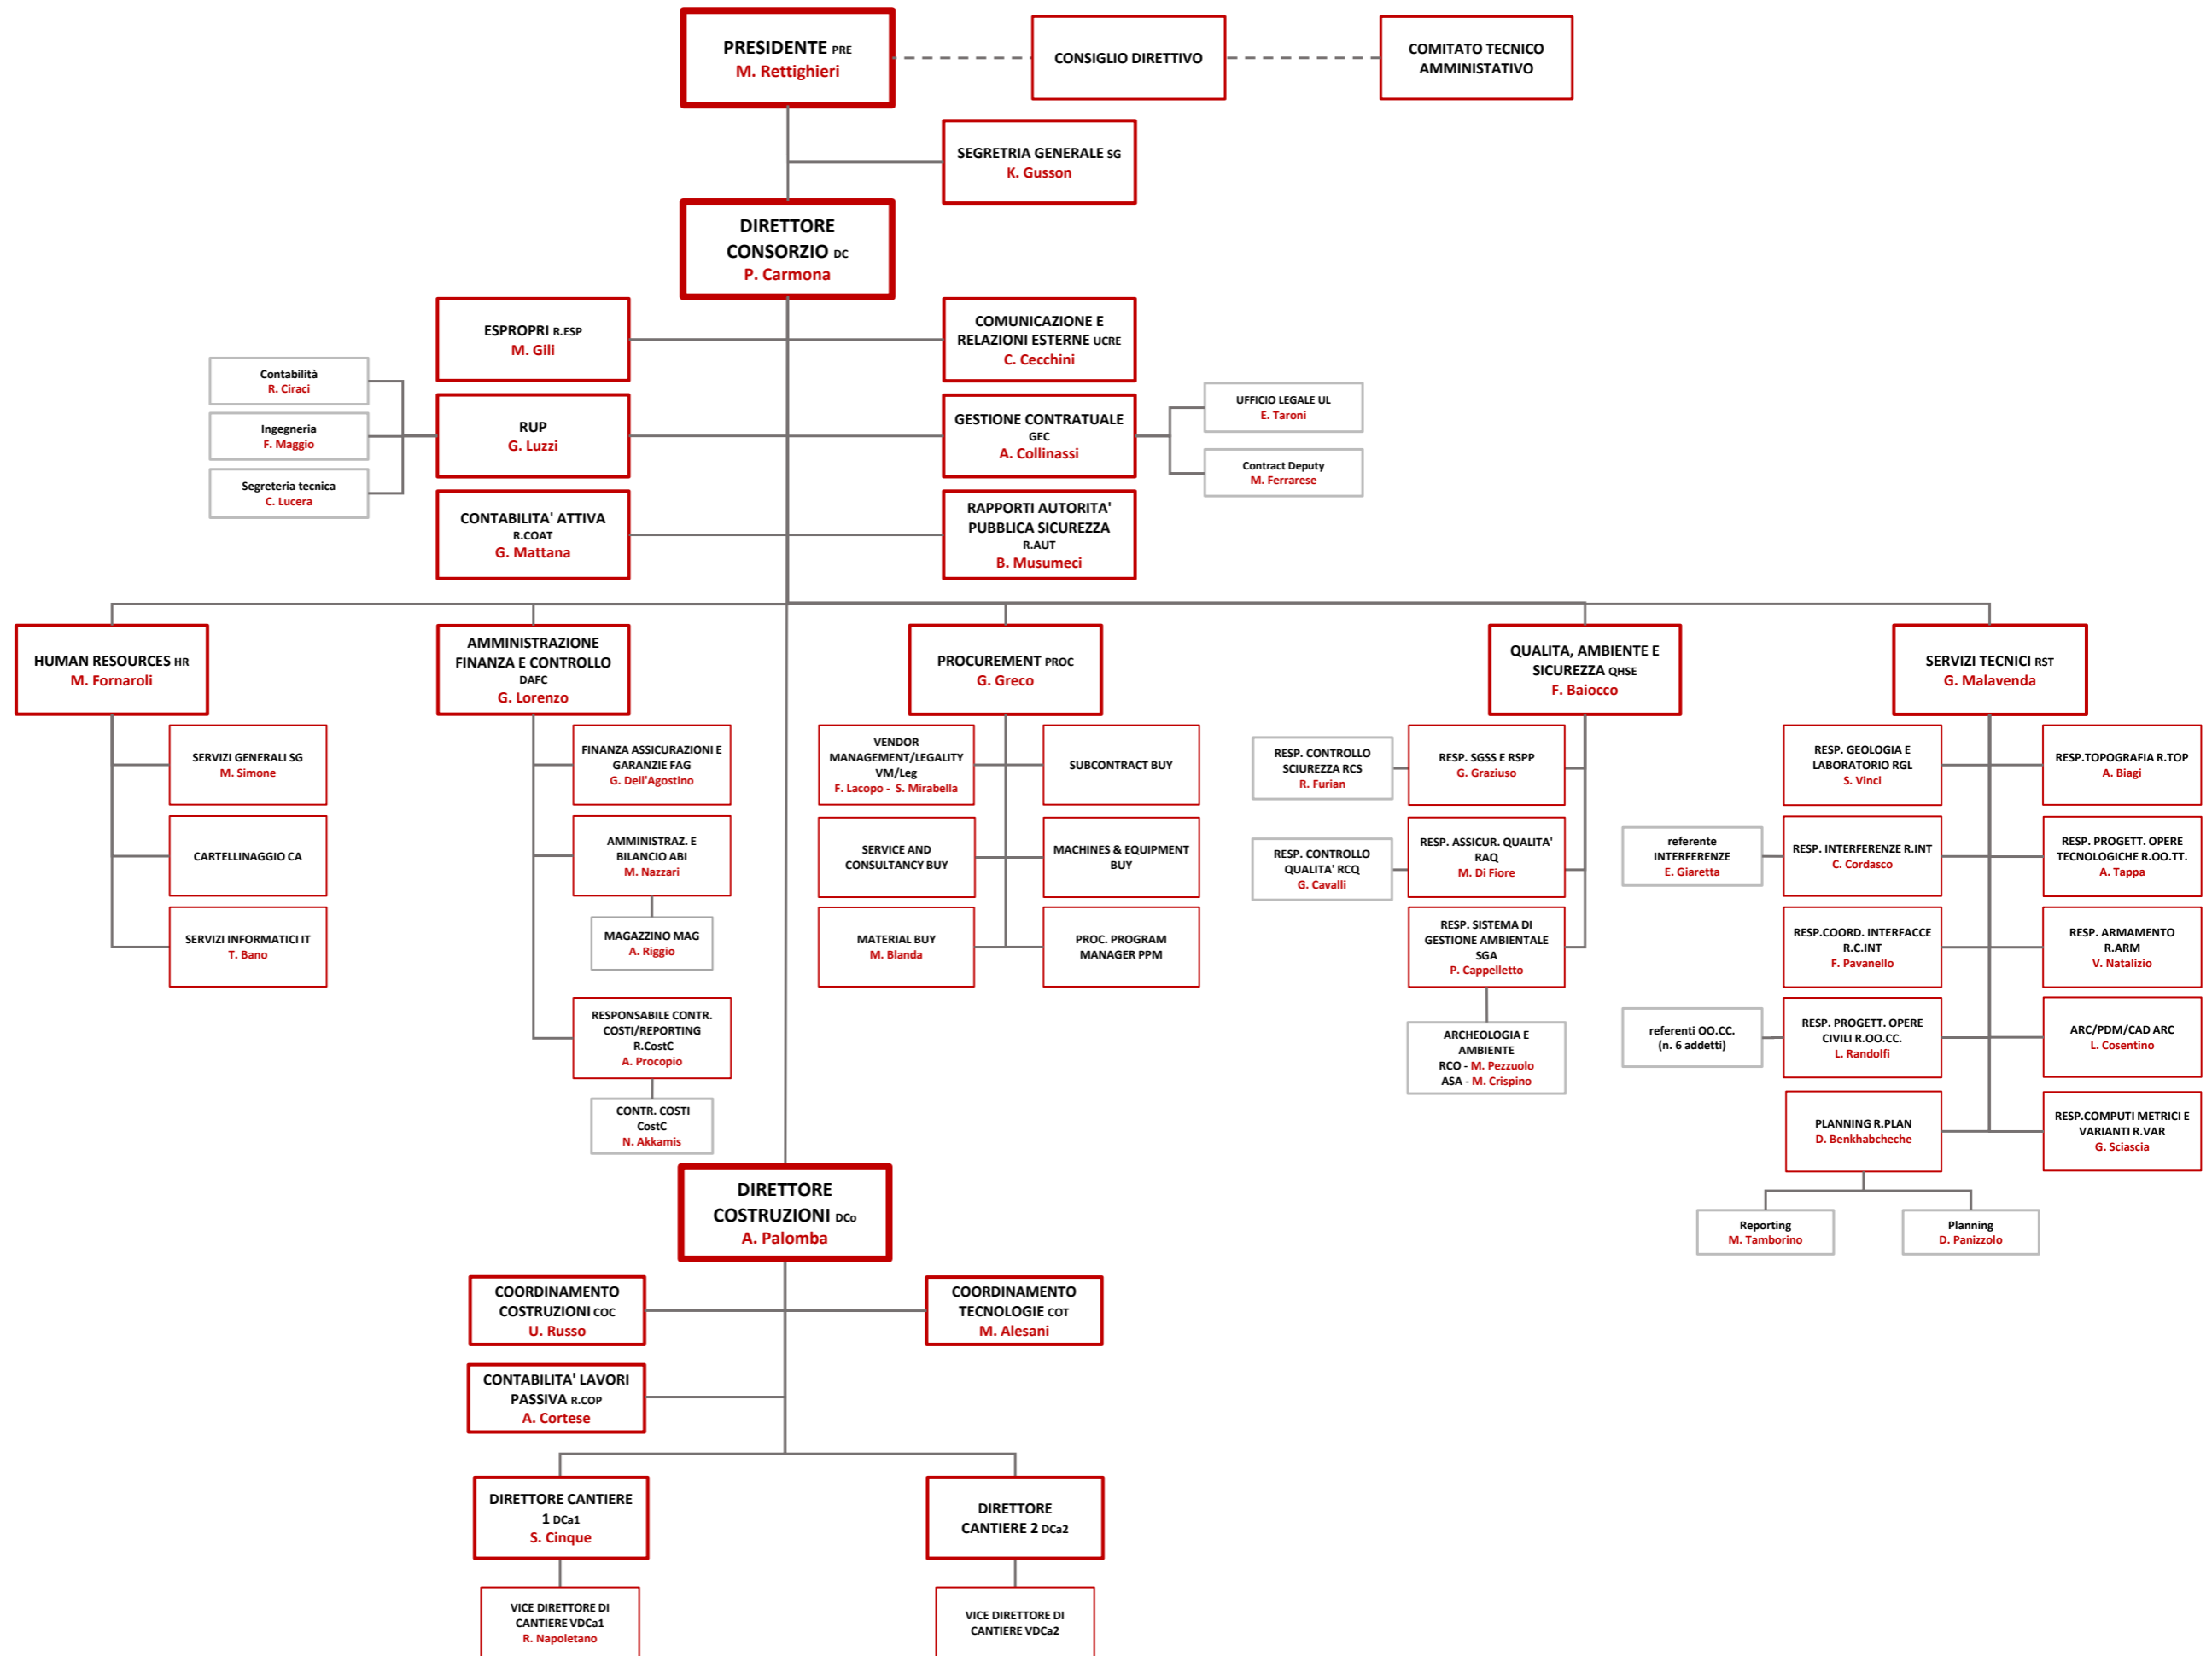 PRESIDENTE PRE
M. Rettighieri
CONSIGLIO DIRETTIVO
COMITATO TECNICO
AMMINISTATIVO
SEGRETRIA GENERALE SG
K. Gusson
DIRETTORE
CONSORZIO DC
P. Carmona
ESPROPRI R.ESP
M. Gili
COMUNICAZIONE E
RELAZIONI ESTERNE UCRE
C. Cecchini
Contabilità
R. Ciraci
Ingegneria
F. Maggio
Segreteria tecnica
C. Lucera
RUP
G. Luzzi
GESTIONE CONTRATUALE
GEC
A. Collinassi
UFFICIO LEGALE UL
E. Taroni
Contract Deputy
M. Ferrarese
CONTABILITA' ATTIVA
R.COAT
G. Mattana
RAPPORTI AUTORITA'
PUBBLICA SICUREZZA
R.AUT
B. Musumeci
HUMAN RESOURCES HR
M. Fornaroli
SERVIZI GENERALI SG
M. Simone
CARTELLINAGGIO CA
SERVIZI INFORMATICI IT
T. Bano
AMMINISTRAZIONE
FINANZA E CONTROLLO
DAFC
G. Lorenzo
FINANZA ASSICURAZIONI E
GARANZIE FAG
G. Dell'Agostino
AMMINISTRAZ. E
BILANCIO ABI
M. Nazzari
MAGAZZINO MAG
A. Riggio
RESPONSABILE CONTR.
COSTI/REPORTING
R.CostC
A. Procopio
CONTR. COSTI
CostC
N. Akkamis
PROCUREMENT PROC
G. Greco
VENDOR
MANAGEMENT/LEGALITY
VM/Leg
F. Lacopo - S. Mirabella
SUBCONTRACT BUY
SERVICE AND
CONSULTANCY BUY
MACHINES & EQUIPMENT
BUY
MATERIAL BUY
M. Blanda
PROC. PROGRAM
MANAGER PPM
QUALITA, AMBIENTE E
SICUREZZA QHSE
F. Baiocco
RESP. CONTROLLO
SCIUREZZA RCS
R. Furian
RESP. SGSS E RSPP
G. Graziuso
RESP. CONTROLLO
QUALITA' RCQ
G. Cavalli
RESP. ASSICUR. QUALITA'
RAQ
M. Di Fiore
RESP. SISTEMA DI
GESTIONE AMBIENTALE
SGA
P. Cappelletto
ARCHEOLOGIA E
AMBIENTE
RCO - M. Pezzuolo
ASA - M. Crispino
SERVIZI TECNICI RST
G. Malavenda
RESP. GEOLOGIA E
LABORATORIO RGL
S. Vinci
RESP.TOPOGRAFIA R.TOP
A. Biagi
referente
INTERFERENZE
E. Giaretta
RESP. INTERFERENZE R.INT
C. Cordasco
RESP. PROGETT. OPERE
TECNOLOGICHE R.OO.TT.
A. Tappa
RESP.COORD. INTERFACCE
R.C.INT
F. Pavanello
RESP. ARMAMENTO
R.ARM
V. Natalizio
referenti OO.CC.
(n. 6 addetti)
RESP. PROGETT. OPERE
CIVILI R.OO.CC.
L. Randolfi
ARC/PDM/CAD ARC
L. Cosentino
PLANNING R.PLAN
D. Benkhabcheche
RESP.COMPUTI METRICI E
VARIANTI R.VAR
G. Sciascia
Reporting
M. Tamborino
Planning
D. Panizzolo
DIRETTORE
COSTRUZIONI DCo
A. Palomba
COORDINAMENTO
COSTRUZIONI COC
U. Russo
COORDINAMENTO
TECNOLOGIE COT
M. Alesani
CONTABILITA' LAVORI
PASSIVA R.COP
A. Cortese
DIRETTORE CANTIERE
1 DCa1
S. Cinque
DIRETTORE
CANTIERE 2 DCa2
VICE DIRETTORE DI
CANTIERE VDCa1
R. Napoletano
VICE DIRETTORE DI
CANTIERE VDCa2